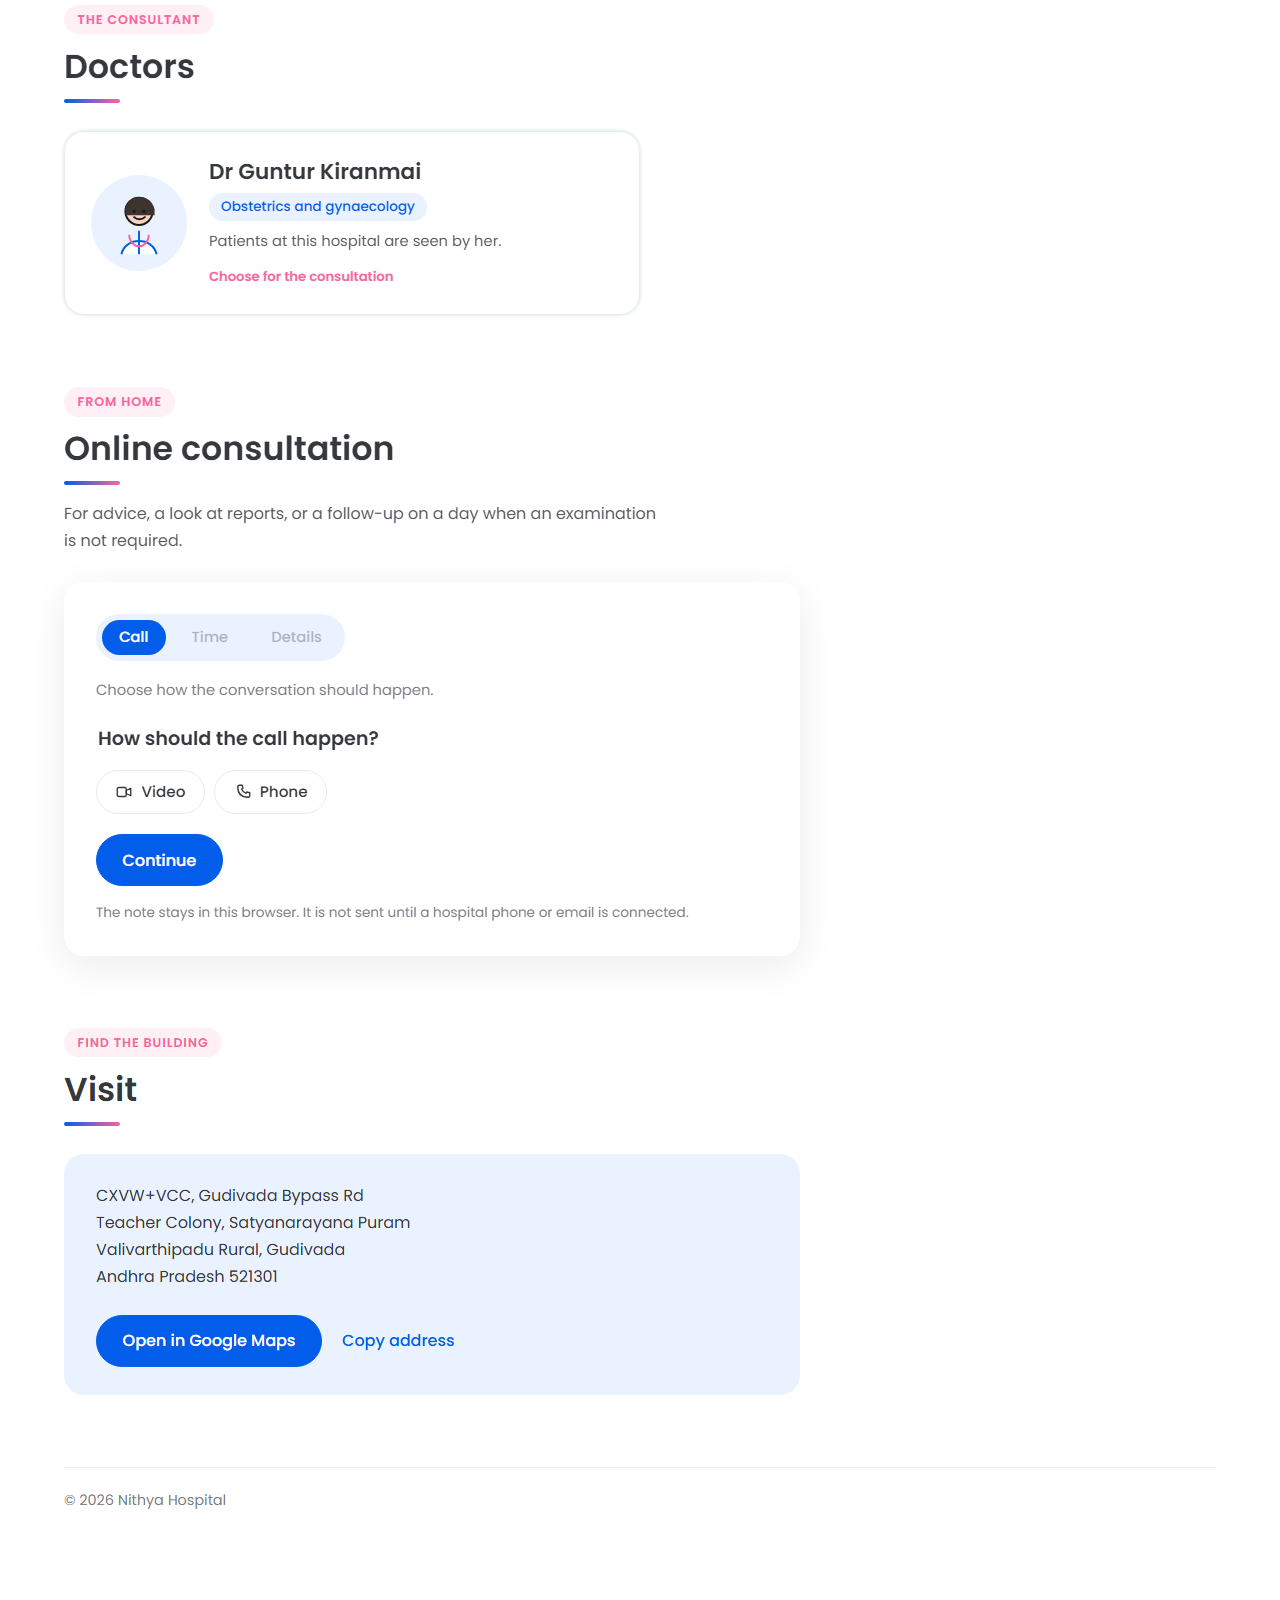 THE CONSULTANT
Doctors
Dr Guntur Kiranmai
Obstetrics and gynaecology
Patients at this hospital are seen by her.
Choose for the consultation
FROM HOME
Online consultation
For advice, a look at reports, or a follow-up on a day when an examination
is not required.
Call Time Details
Choose how the conversation should happen.
How should the call happen?
Video Phone
Continue
The note stays in this browser. It is not sent until a hospital phone or email is connected.
FIND THE BUILDING
Visit
CXVW+VCC, Gudivada Bypass Rd
Teacher Colony, Satyanarayana Puram
Valivarthipadu Rural, Gudivada
Andhra Pradesh 521301
Open in Google Maps Copy address
© 2026 Nithya Hospital